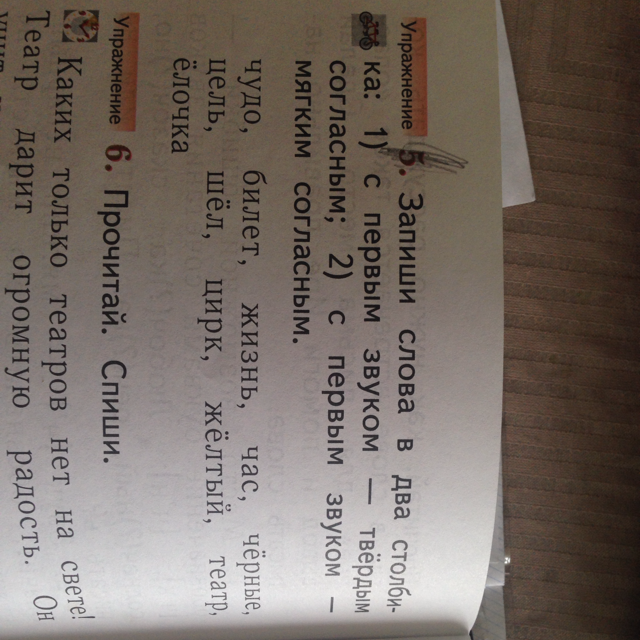 Упражнение 5. Запиши слова в два столби-
ка: 1) с первым звуком — твёрдым
согласным; 2) с первым звуком —
мягким согласным.
чудо, билет, жизнь, час, чёрные,
цель, шёл, цирк, жёлтый, театр,
ёлочка
Упражнение 6. Прочитай. Спиши.
Каких только театров нет на свете!
Театр дарит огромную радость. Он